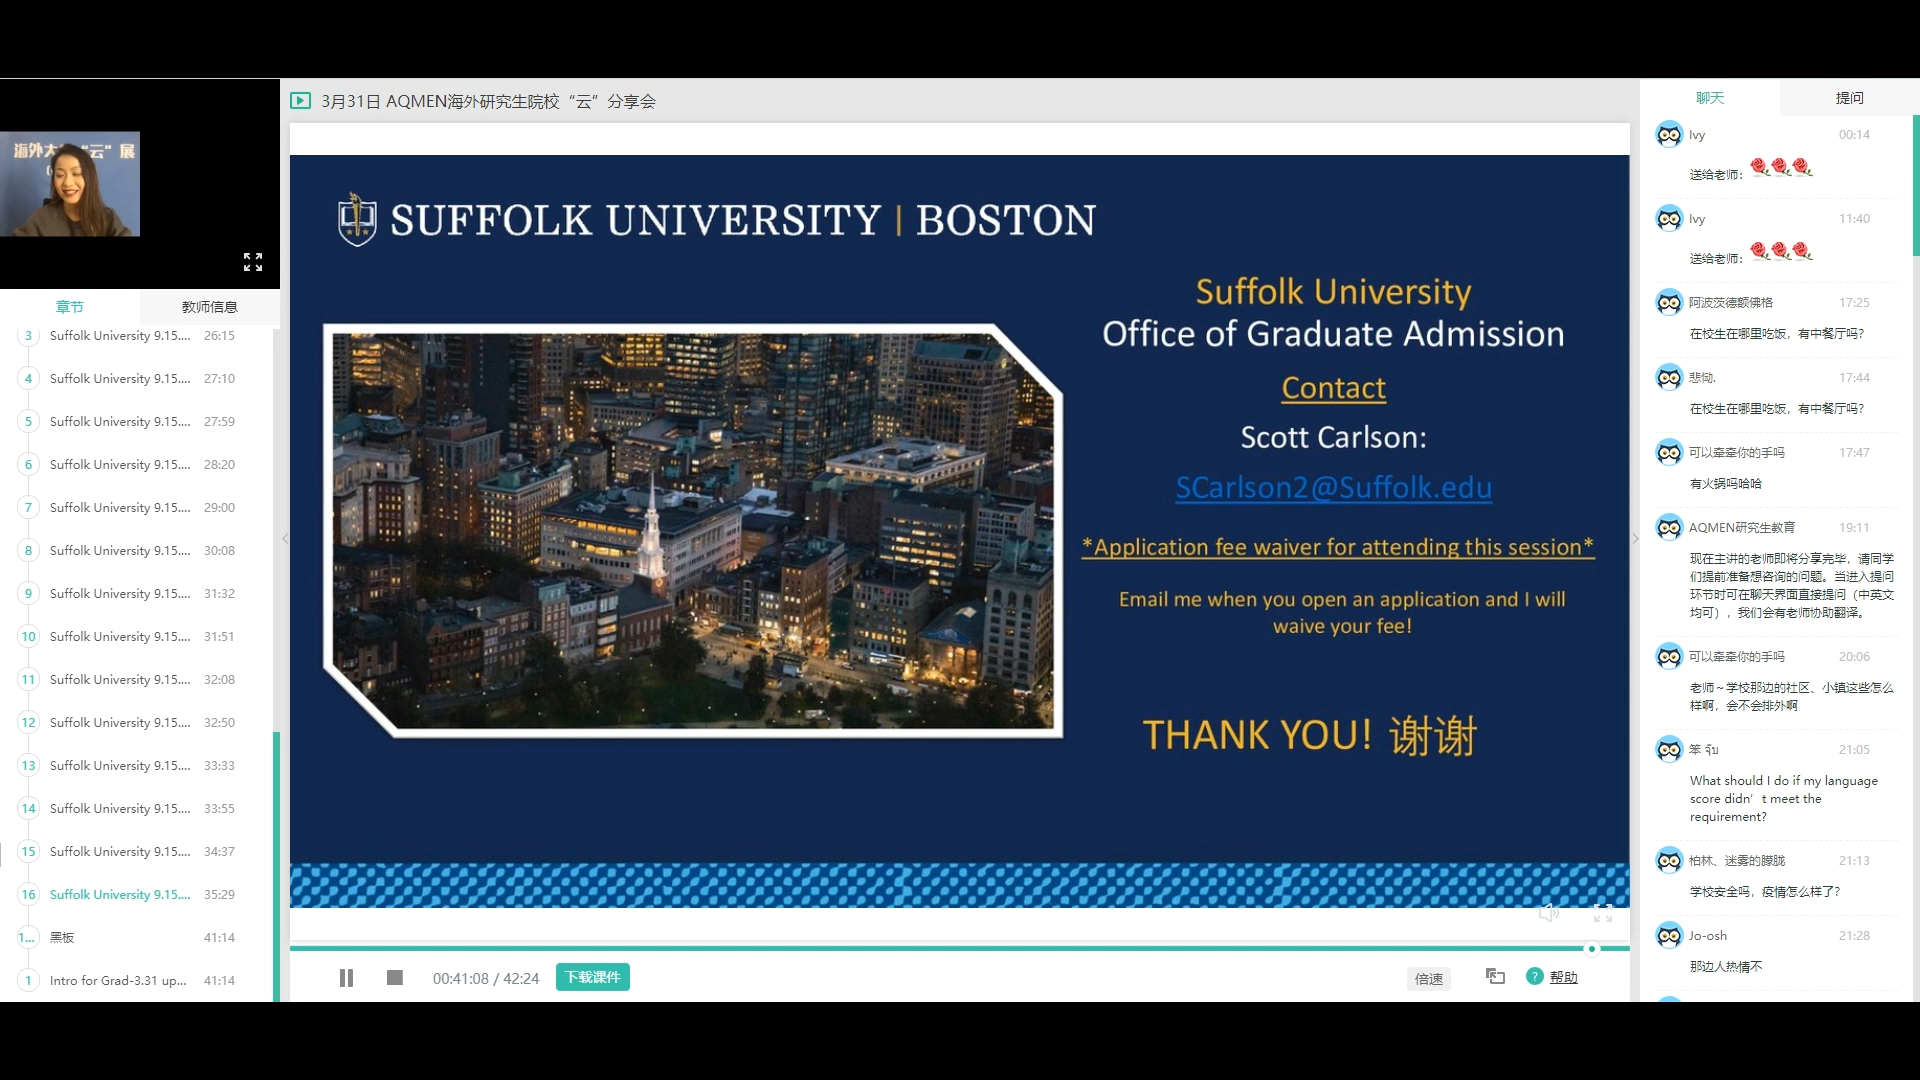 3月31日 AQMEN海外研究生院校“云”分享会
海外大
“云”展
章节
教师信息
3 Suffolk University 9.15.... 26:15
4 Suffolk University 9.15.... 27:10
5 Suffolk University 9.15.... 27:59
6 Suffolk University 9.15.... 28:20
7 Suffolk University 9.15.... 29:00
8 Suffolk University 9.15.... 30:08
9 Suffolk University 9.15.... 31:32
10 Suffolk University 9.15.... 31:51
11 Suffolk University 9.15.... 32:08
12 Suffolk University 9.15.... 32:50
13 Suffolk University 9.15.... 33:33
14 Suffolk University 9.15.... 33:55
15 Suffolk University 9.15.... 34:37
16 Suffolk University 9.15.... 35:29
1... 黑板 41:14
1 Intro for Grad-3.31 up... 41:14
SUFFOLK UNIVERSITY | BOSTON
Suffolk University
Office of Graduate Admission
Contact
Scott Carlson:
SCarlson2@Suffolk.edu
*Application fee waiver for attending this session*
Email me when you open an application and I will
waive your fee!
THANK YOU! 谢谢
00:41:08 / 42:24
下载课件
倍速
? 帮助
聊天
提问
Ivy 00:14
送给老师：
Ivy 11:40
送给老师：
阿波茨德额佛格 17:25
在校生在哪里吃饭，有中餐厅吗？
悲恸. 17:44
在校生在哪里吃饭，有中餐厅吗？
可以牵牵你的手吗 17:47
有火锅吗哈哈
AQMEN研究生教育 19:11
现在主讲的老师即将分享完毕，请同学
们提前准备想咨询的问题。当进入提问
环节时可在聊天界面直接提问（中英文
均可），我们会有老师协助翻译。
可以牵牵你的手吗 20:06
老师～学校那边的社区、小镇这些怎么
样啊，会不会排外啊
笨 21:05
What should I do if my language
score didn’t meet the
requirement?
柏林、迷雾的朦胧 21:13
学校安全吗，疫情怎么样了？
Jo-osh 21:28
那边人热情不